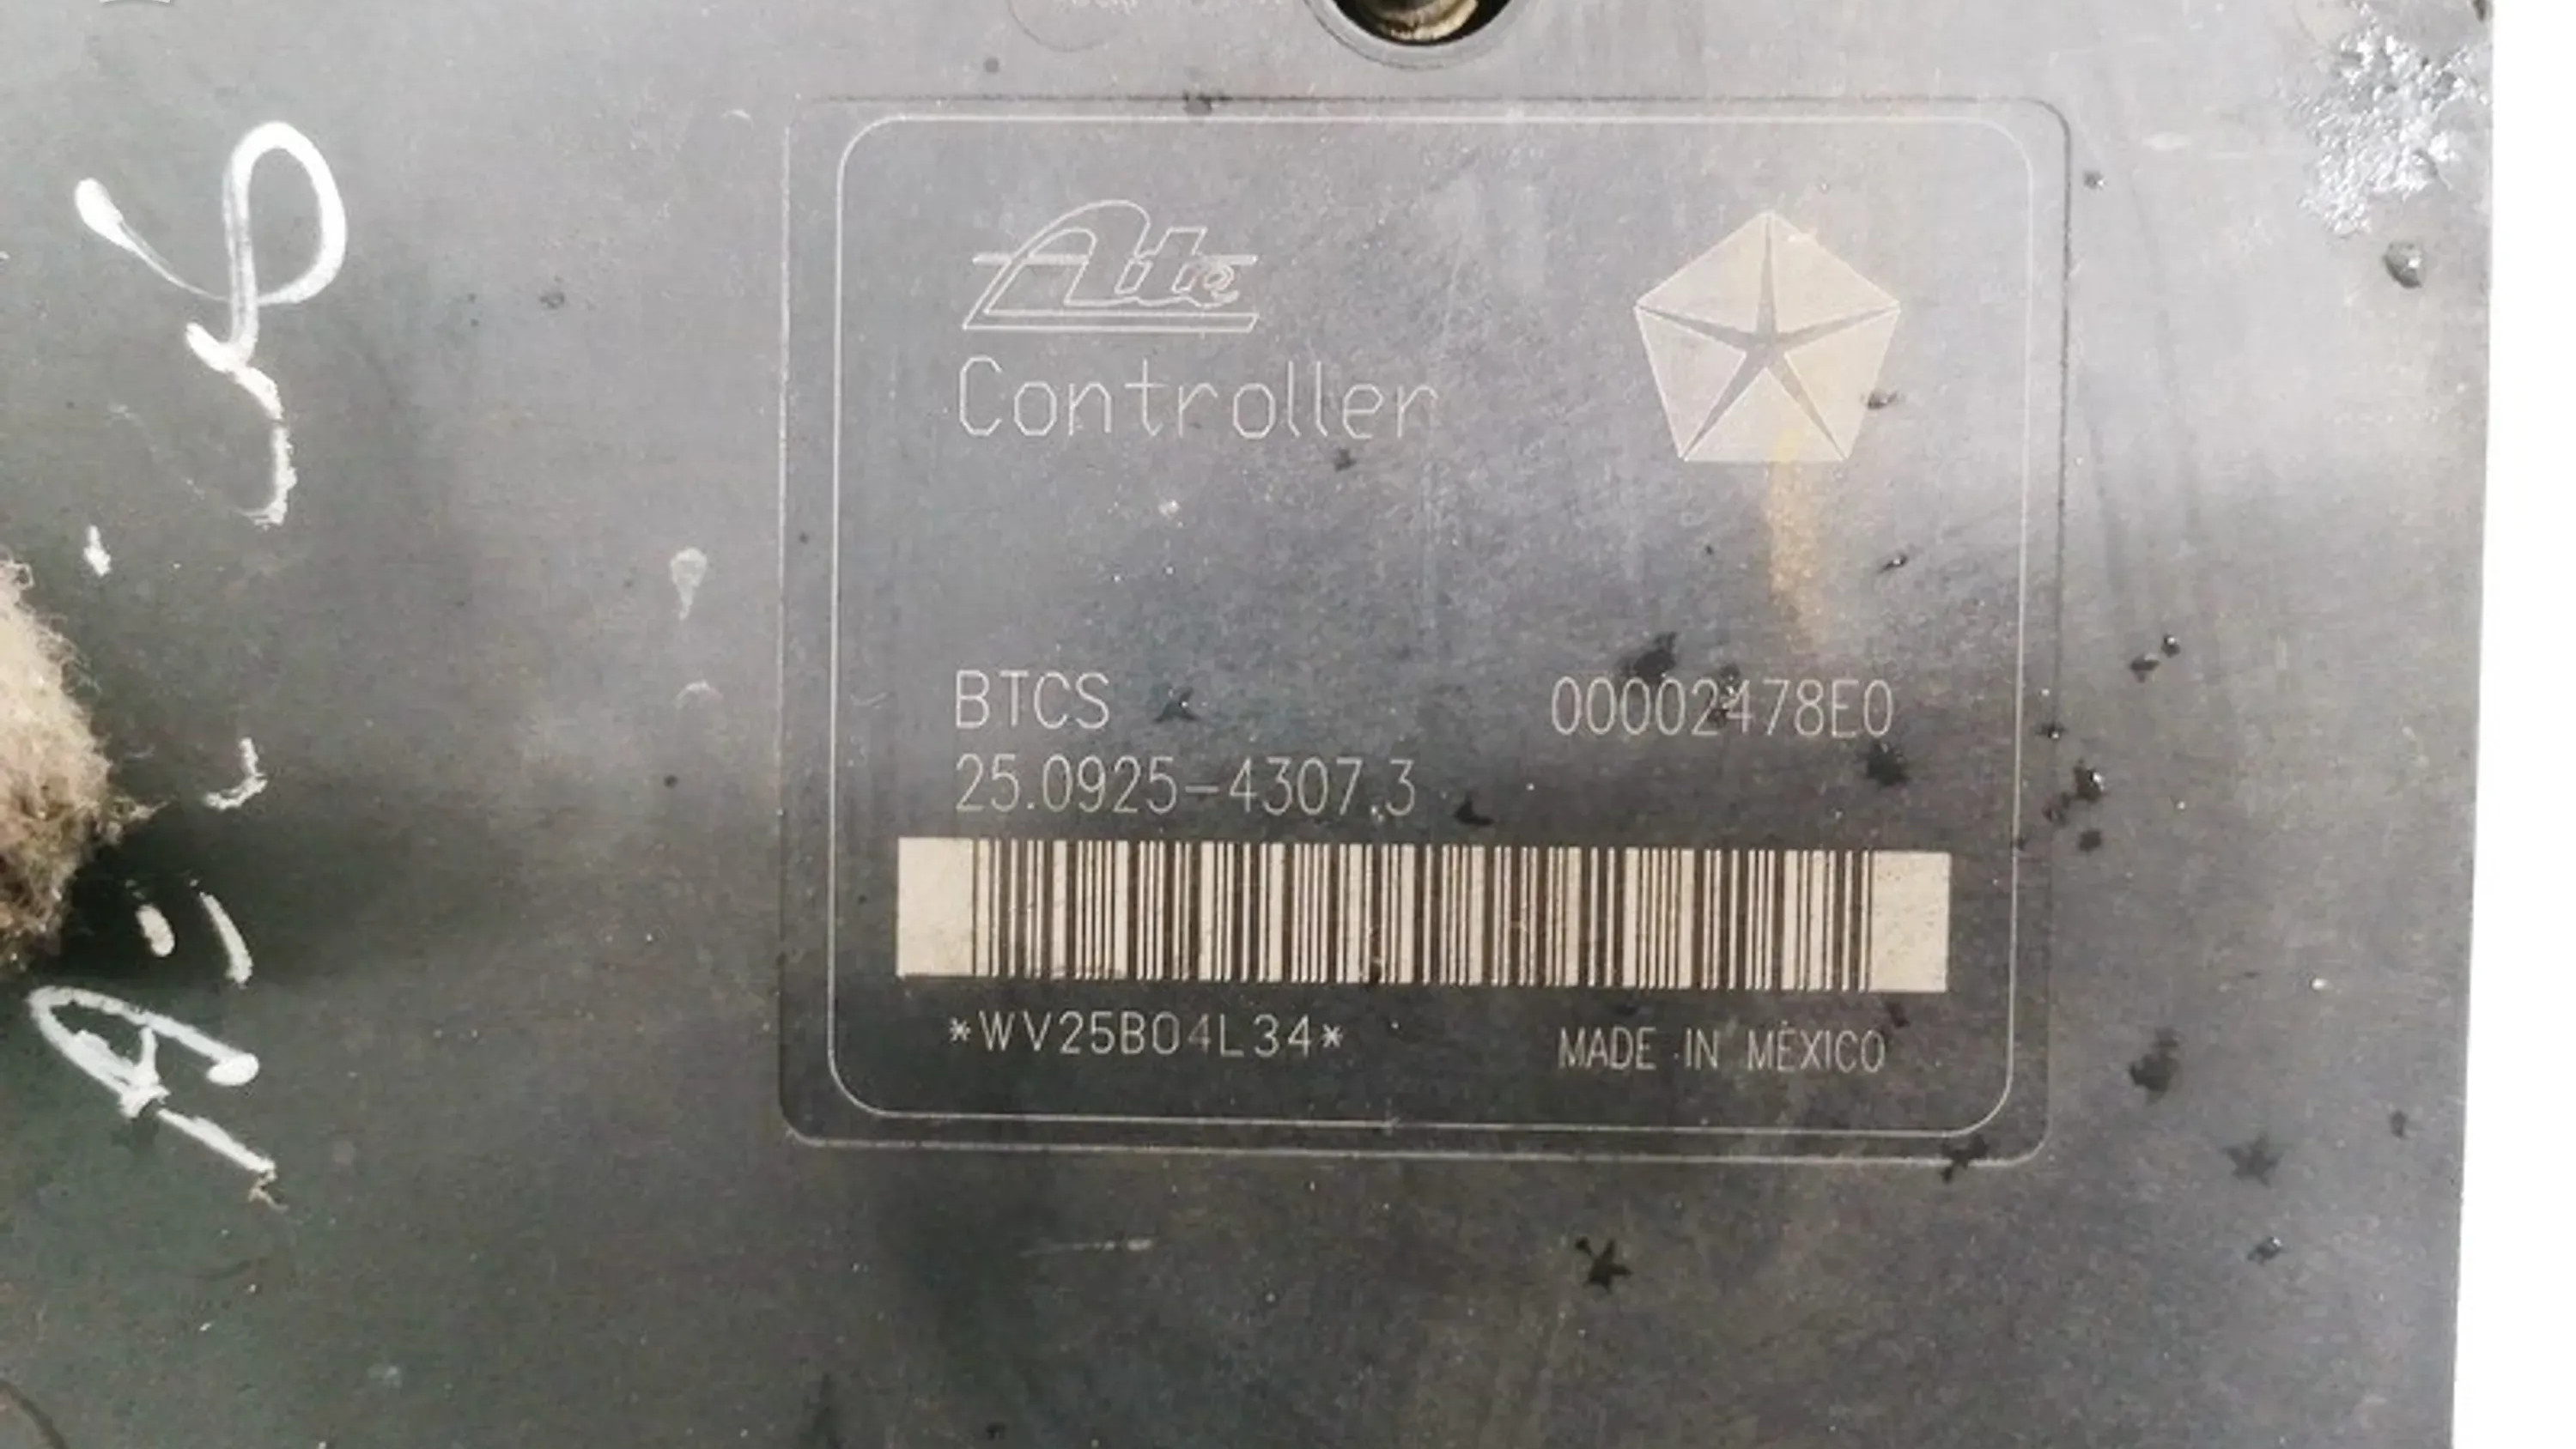 Ate
Controller
BTCS 00002478E0
25.0925-4307.3
*WV25B04L34*
MADE IN MEXICO